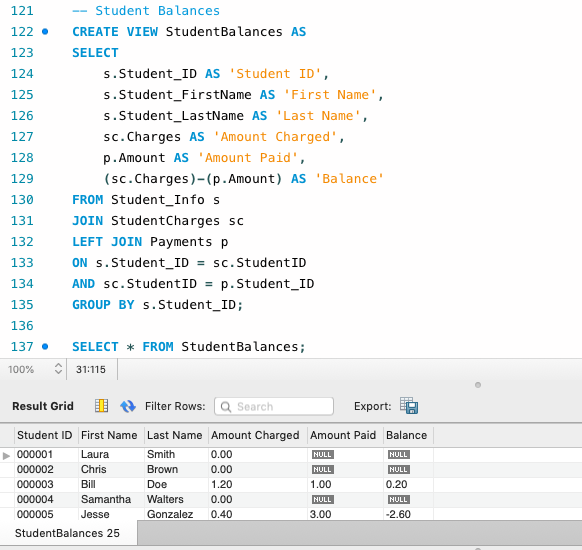 121 -- Student Balances
122 CREATE VIEW StudentBalances AS
123 SELECT
124 s.Student_ID AS 'Student ID',
125 s.Student_FirstName AS 'First Name',
126 s.Student_LastName AS 'Last Name',
127 sc.Charges AS 'Amount Charged',
128 p.Amount AS 'Amount Paid',
129 (sc.Charges)-(p.Amount) AS 'Balance'
130 FROM Student_Info s
131 JOIN StudentCharges sc
132 LEFT JOIN Payments p
133 ON s.Student_ID = sc.StudentID
134 AND sc.StudentID = p.Student_ID
135 GROUP BY s.Student_ID;
136
137 SELECT * FROM StudentBalances;
100% 31:115
Result Grid Filter Rows: Search Export:
Student ID First Name Last Name Amount Charged Amount Paid Balance
000001 Laura Smith 0.00 NULL NULL
000002 Chris Brown 0.00 NULL NULL
000003 Bill Doe 1.20 1.00 0.20
000004 Samantha Walters 0.00 NULL NULL
000005 Jesse Gonzalez 0.40 3.00 -2.60
StudentBalances 25